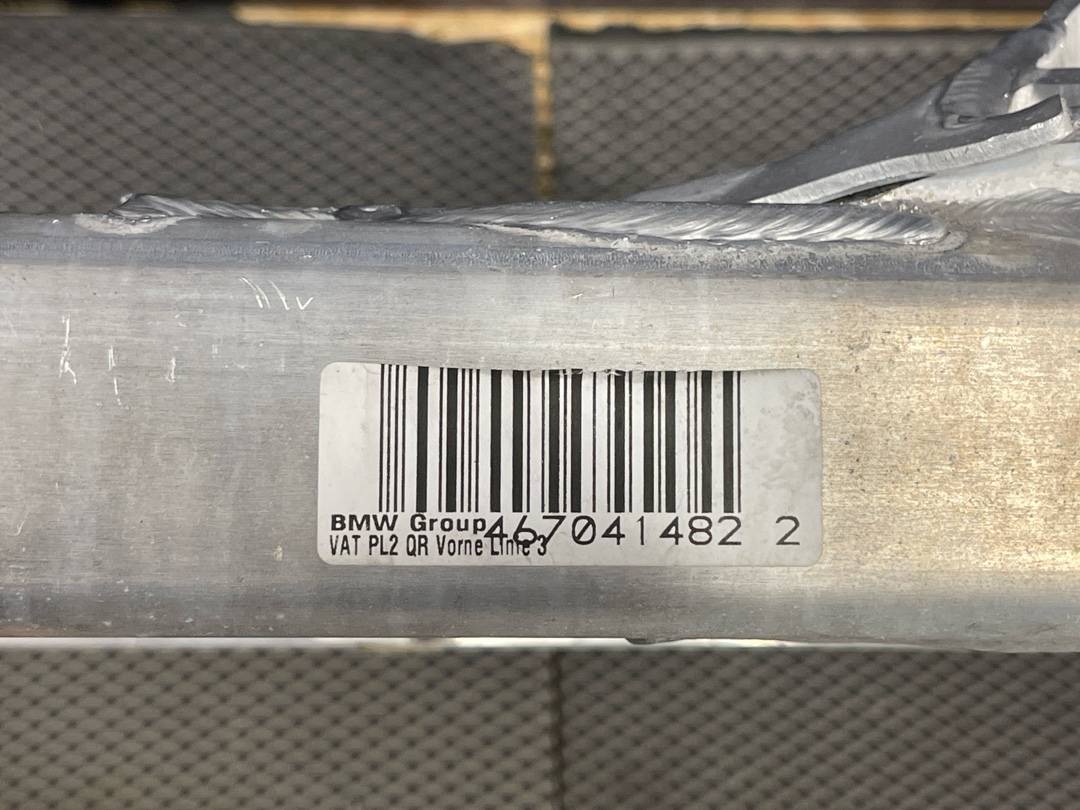 BMW Group 467041482 2
VAT PL2 QR Vorne Linie 3